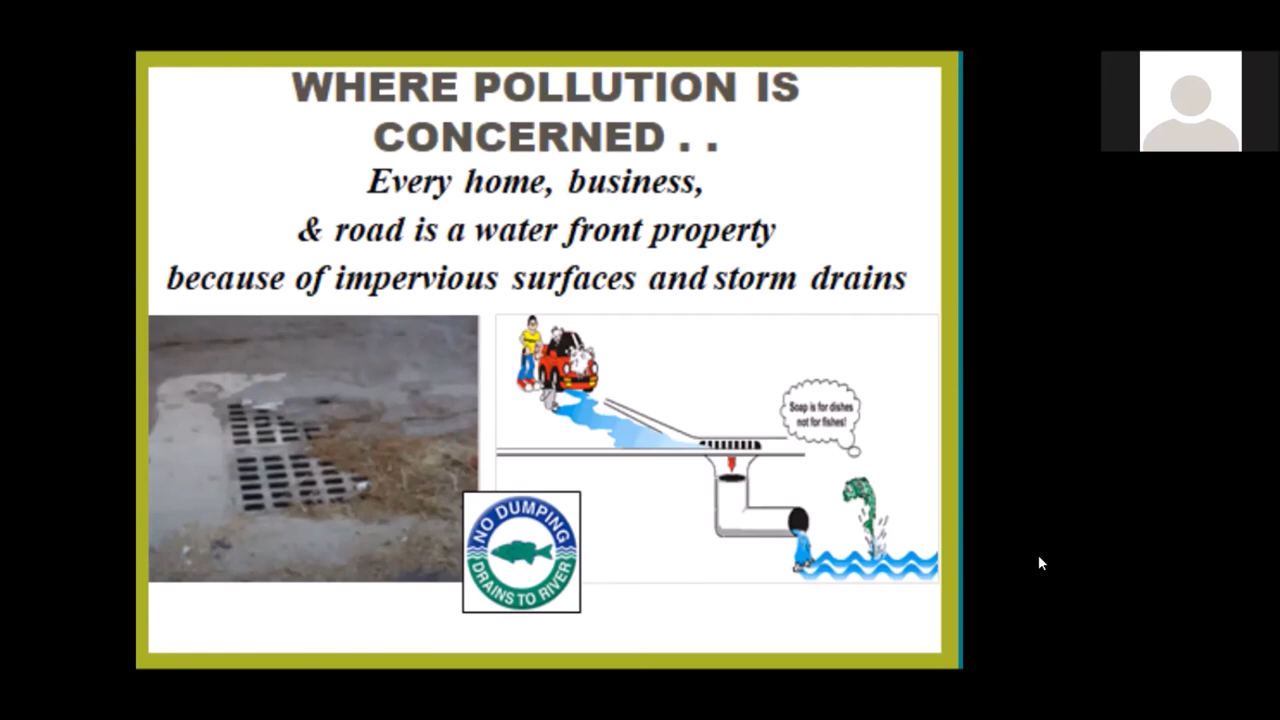 WHERE POLLUTION IS
CONCERNED . .
Every home, business,
& road is a water front property
because of impervious surfaces and storm drains
Soap is for dishes
not for fishes!
NO DUMPING
DRAINS TO RIVER